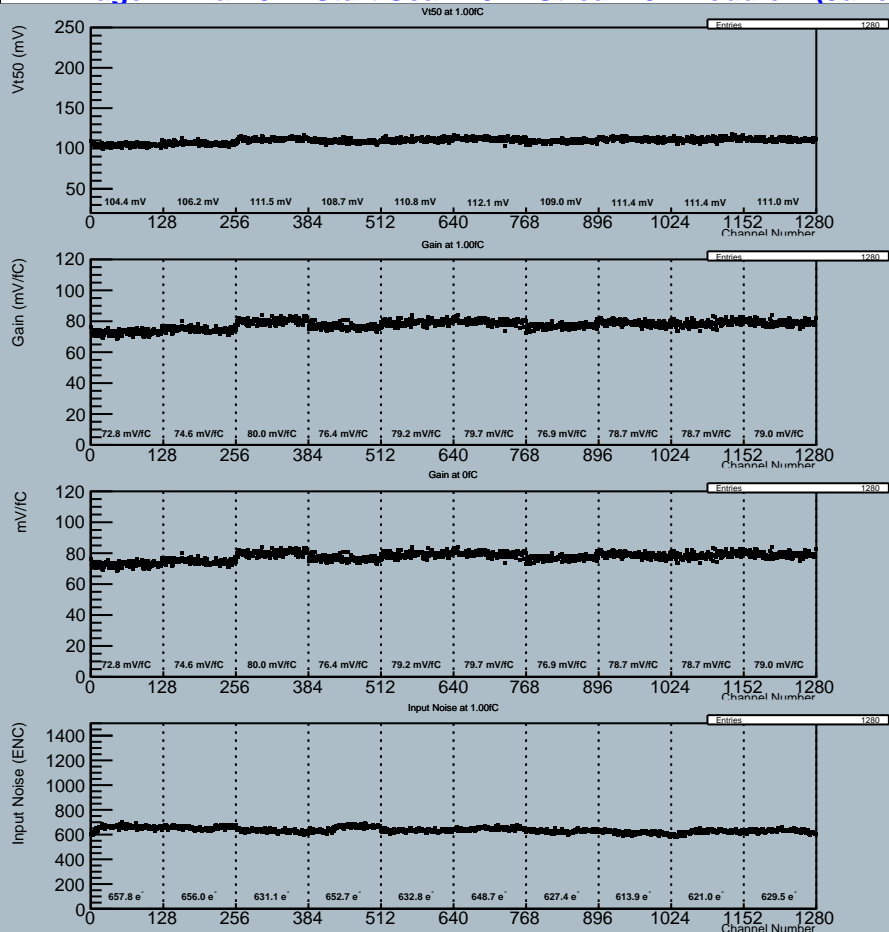 Vt50 at 1.00fC
Entries 1280
Vt50 (mV)
250
200
150
100
50
104.4 mV 106.2 mV 111.5 mV 108.7 mV 110.8 mV 112.1 mV 109.0 mV 111.4 mV 111.4 mV 111.0 mV
0 128 256 384 512 640 768 896 1024 1152 1280
Channel Number
Gain at 1.00fC
Entries 1280
Gain (mV/fC)
120
100
80
60
40
20
0
72.8 mV/fC 74.6 mV/fC 80.0 mV/fC 76.4 mV/fC 79.2 mV/fC 79.7 mV/fC 76.9 mV/fC 78.7 mV/fC 78.7 mV/fC 79.0 mV/fC
0 128 256 384 512 640 768 896 1024 1152 1280
Channel Number
Gain at 0fC
Entries 1280
mV/fC
120
100
80
60
40
20
0
72.8 mV/fC 74.6 mV/fC 80.0 mV/fC 76.4 mV/fC 79.2 mV/fC 79.7 mV/fC 76.9 mV/fC 78.7 mV/fC 78.7 mV/fC 79.0 mV/fC
0 128 256 384 512 640 768 896 1024 1152 1280
Channel Number
Input Noise at 1.00fC
Entries 1280
Input Noise (ENC)
1400
1200
1000
800
600
400
200
0
657.8 e⁻ 656.0 e⁻ 631.1 e⁻ 652.7 e⁻ 632.8 e⁻ 648.7 e⁻ 627.4 e⁻ 613.9 e⁻ 621.0 e⁻ 629.5 e⁻
0 128 256 384 512 640 768 896 1024 1152 1280
Channel Number